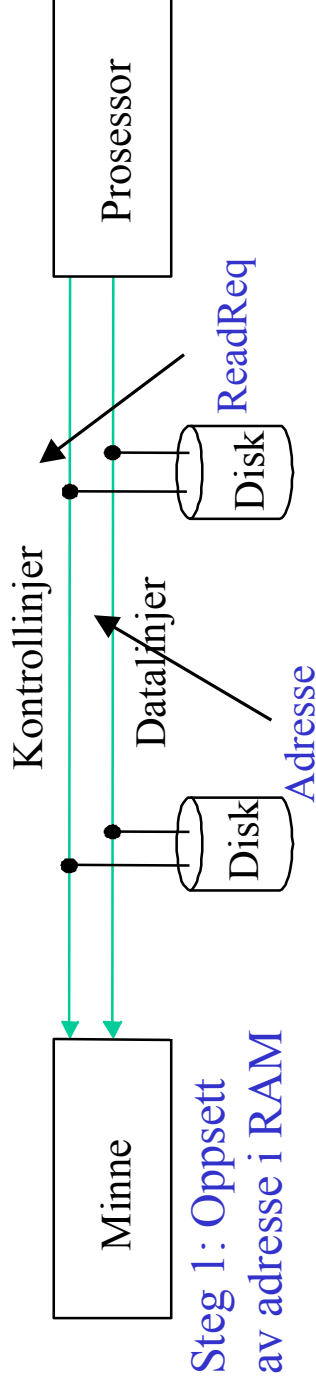 Kontrollinjer
Minne
Prosessor
Datalinjer
Disk
Disk
Steg 1: Oppsett
av adresse i RAM
Adresse
ReadReq